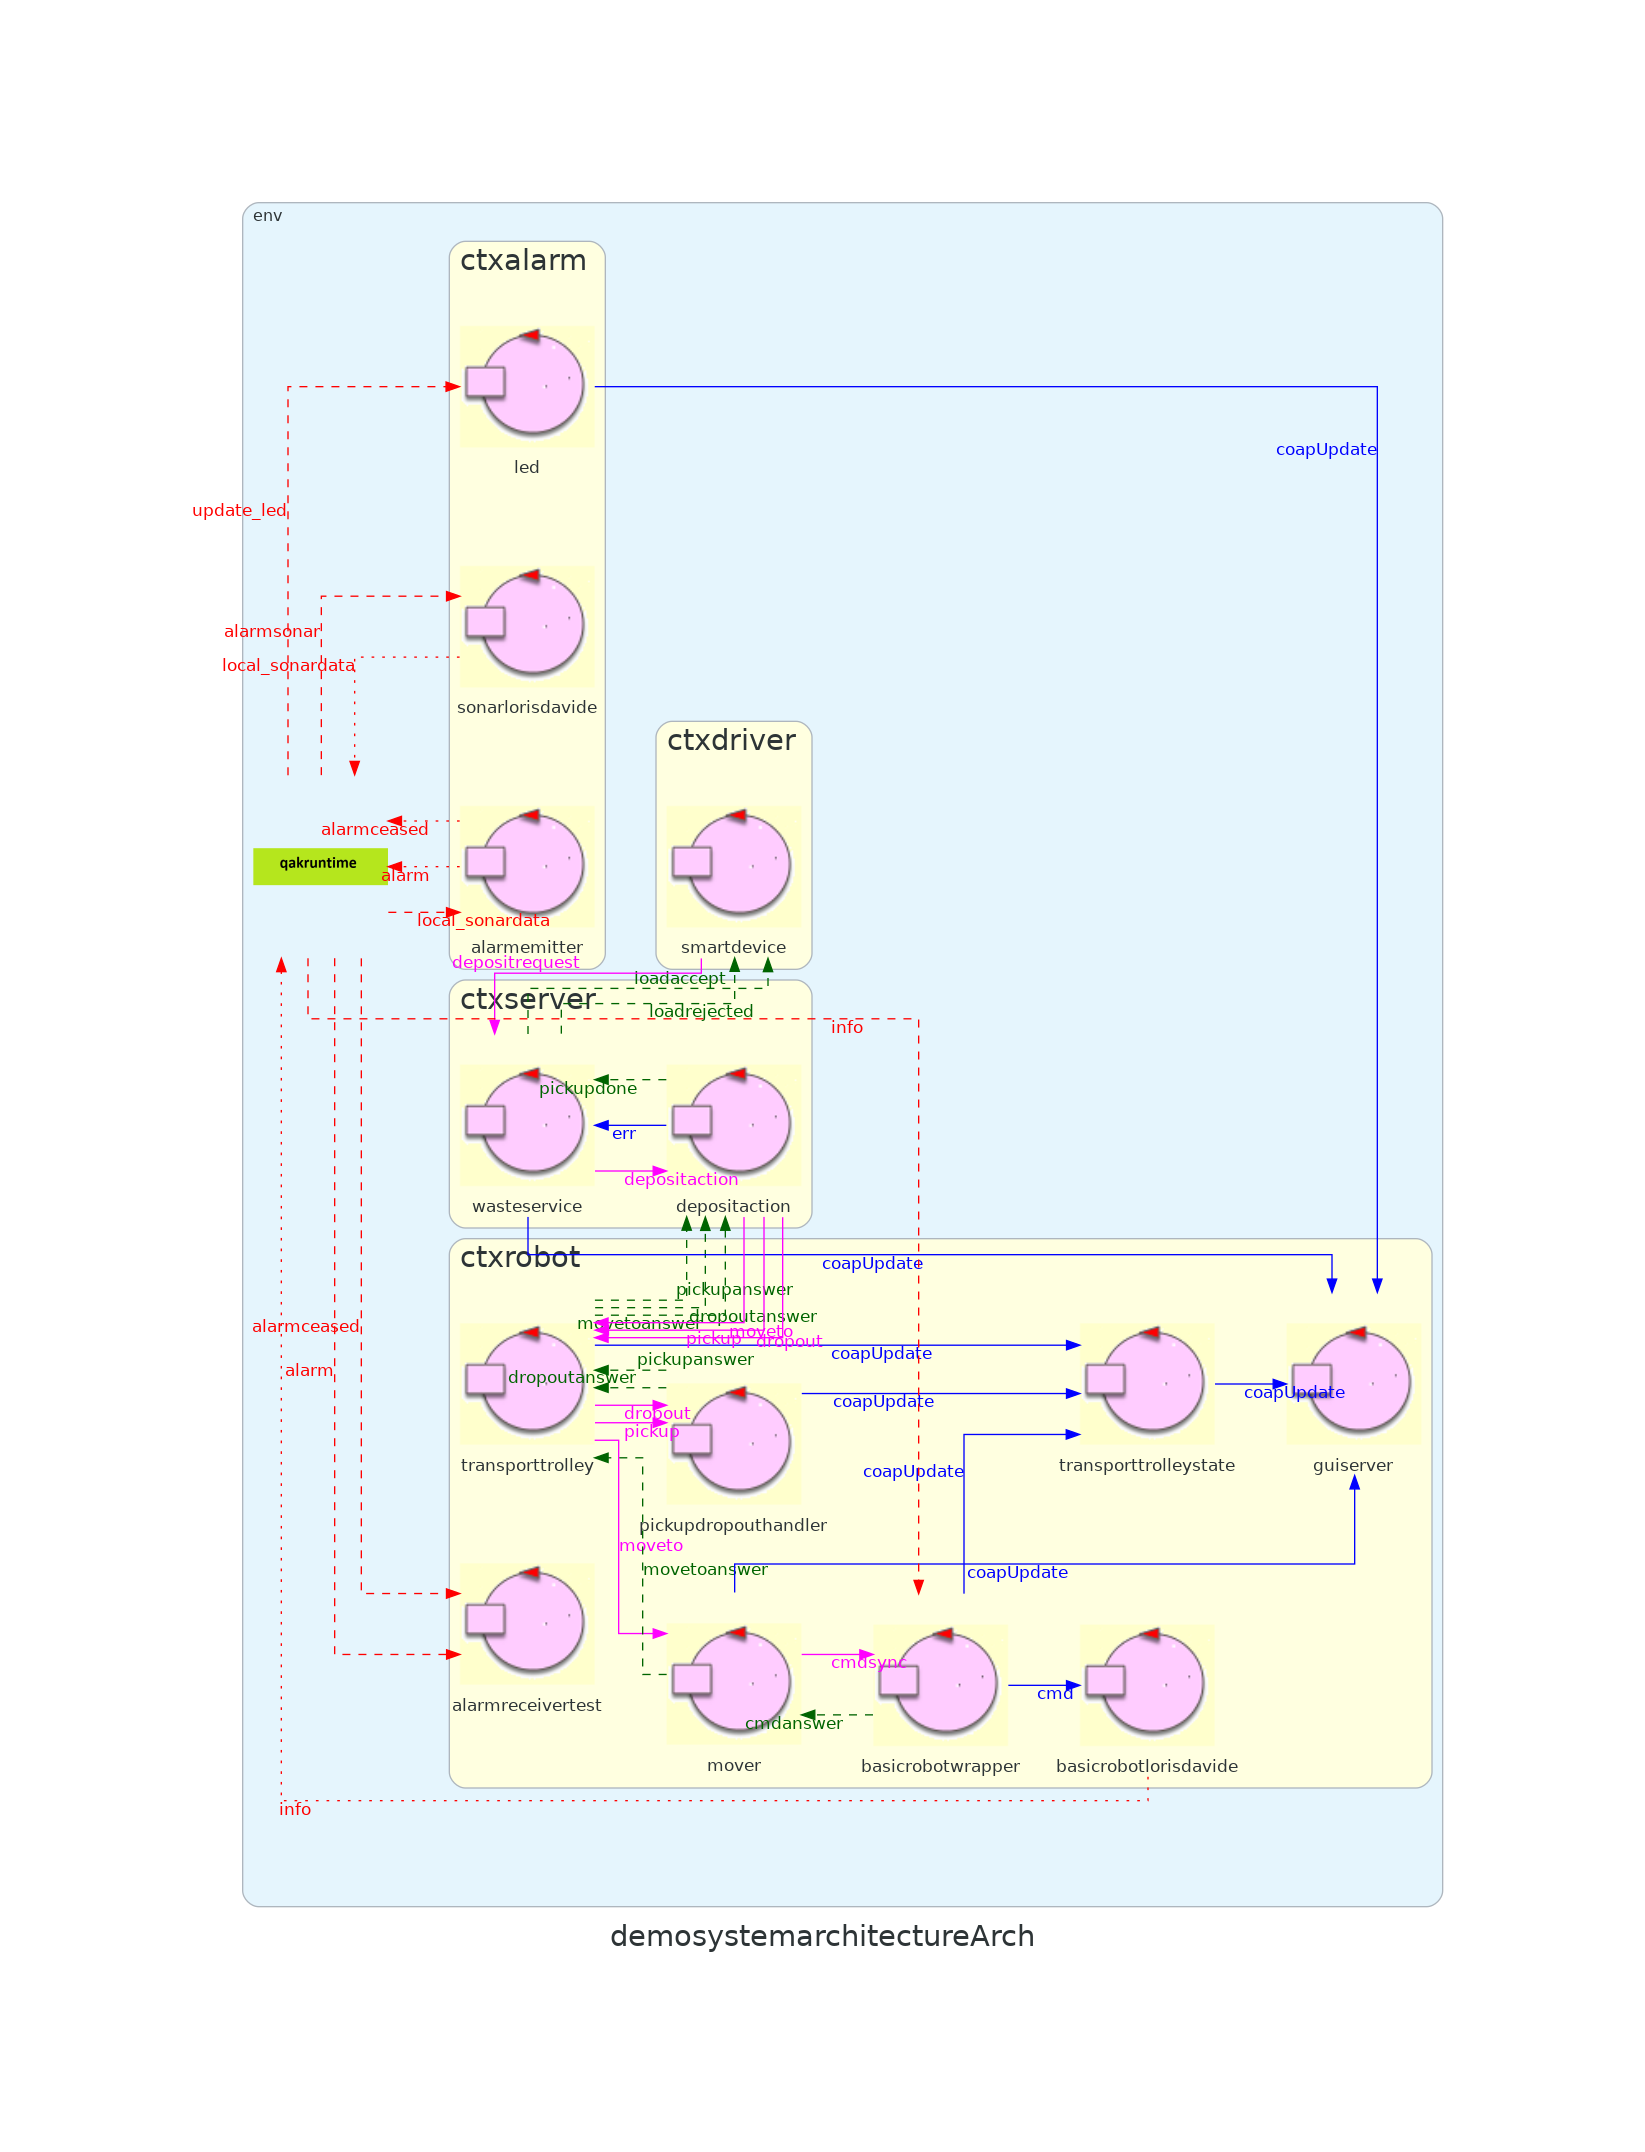 env
ctxalarm
led
coapUpdate
update_led
alarmsonar
local_sonardata
sonarlorisdavide
ctxdriver
alarmceased
qakruntime
alarm
local_sonardata
alarmemitter
smartdevice
depositrequest
loadaccept
ctxserver
loadrejected
info
pickupdone
err
depositaction
wasteservice
depositaction
ctxrobot
coapUpdate
pickupanswer
dropoutanswer
movetoanswer
moveto
pickup
dropout
alarmceased
coapUpdate
pickupanswer
alarm
dropoutanswer
coapUpdate
coapUpdate
dropout
pickup
transporttrolley
coapUpdate
transporttrolleystate
guiserver
pickupdropouthandler
moveto
movetoanswer
coapUpdate
cmdsync
cmd
alarmreceivertest
cmdanswer
mover
basicrobotwrapper
basicrobotlorisdavide
info
demosystemarchitectureArch